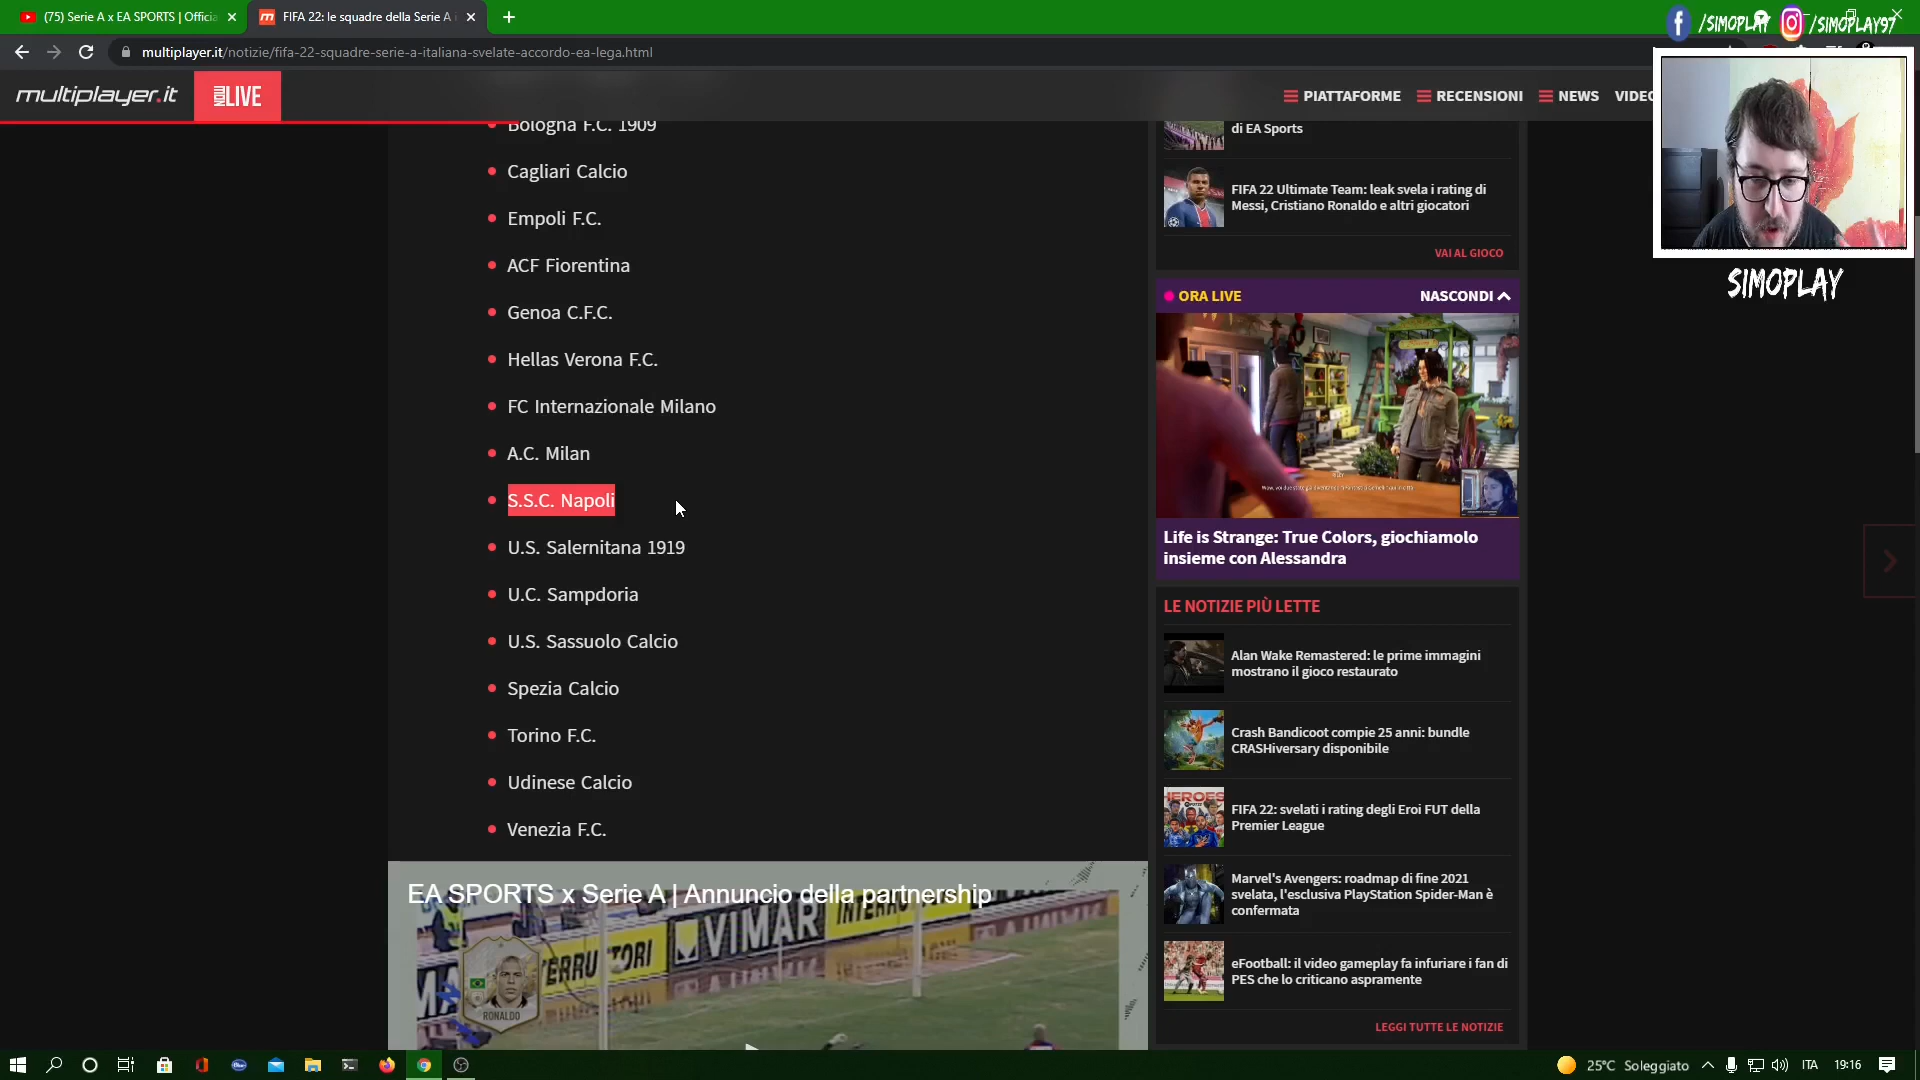 (75) Serie A x EA SPORTS | Officia
FIFA 22: le squadre della Serie A i
/SIMOPLAY
/SIMOPLAY97
multiplayer.it/notizie/fifa-22-squadre-serie-a-italiana-svelate-accordo-ea-lega.html
multiplayer.it
NOW LIVE
PIATTAFORME
RECENSIONI
NEWS
VIDEO
SIMOPLAY
Bologna F.C. 1909
Cagliari Calcio
Empoli F.C.
ACF Fiorentina
Genoa C.F.C.
Hellas Verona F.C.
FC Internazionale Milano
A.C. Milan
S.S.C. Napoli
U.S. Salernitana 1919
U.C. Sampdoria
U.S. Sassuolo Calcio
Spezia Calcio
Torino F.C.
Udinese Calcio
Venezia F.C.
EA SPORTS x Serie A | Annuncio della partnership
VIMAR
RONALDO
di EA Sports
FIFA 22 Ultimate Team: leak svela i rating di
Messi, Cristiano Ronaldo e altri giocatori
VAI AL GIOCO
ORA LIVE
NASCONDI
Life is Strange: True Colors, giochiamolo
insieme con Alessandra
LE NOTIZIE PIÙ LETTE
Alan Wake Remastered: le prime immagini
mostrano il gioco restaurato
Crash Bandicoot compie 25 anni: bundle
CRASHiversary disponibile
HEROES
FIFA 22: svelati i rating degli Eroi FUT della
Premier League
Marvel's Avengers: roadmap di fine 2021
svelata, l'esclusiva PlayStation Spider-Man è
confermata
eFootball: il video gameplay fa infuriare i fan di
PES che lo criticano aspramente
LEGGI TUTTE LE NOTIZIE
25°C Soleggiato
ITA
19:16